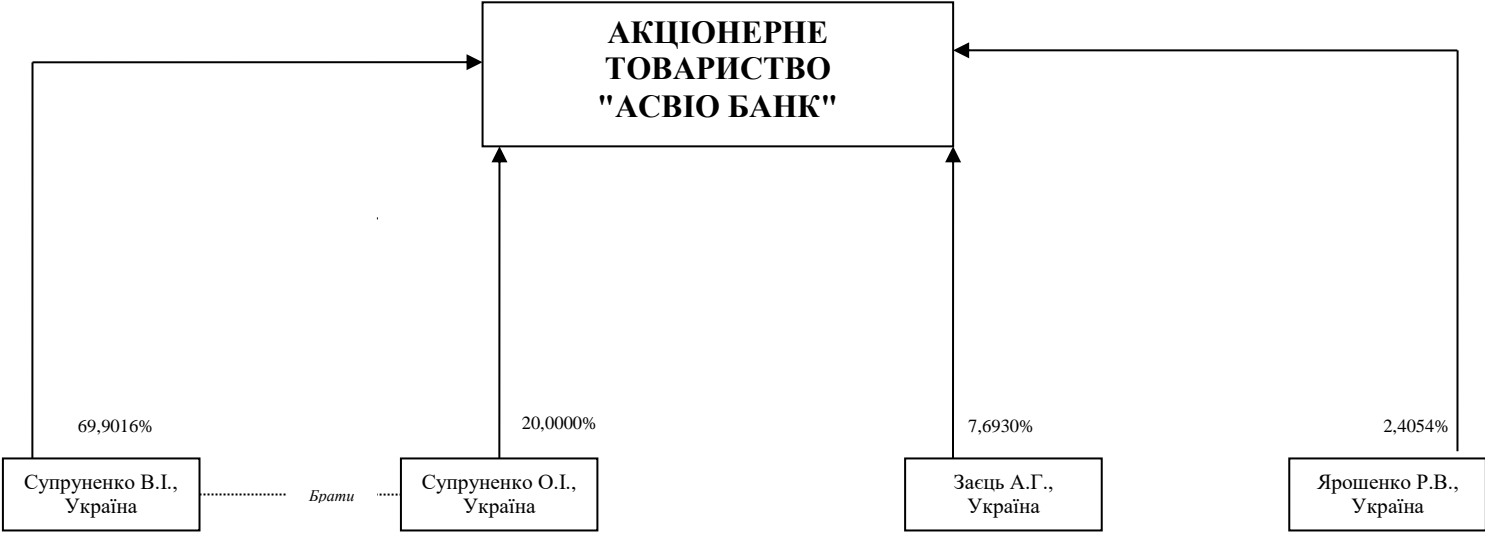 АКЦІОНЕРНЕ
ТОВАРИСТВО
"АСВІО БАНК"
69,9016%
20,0000%
7,6930%
2,4054%
Супруненко В.І.,
Україна
Брати
Супруненко О.І.,
Україна
Заєць А.Г.,
Україна
Ярошенко Р.В.,
Україна